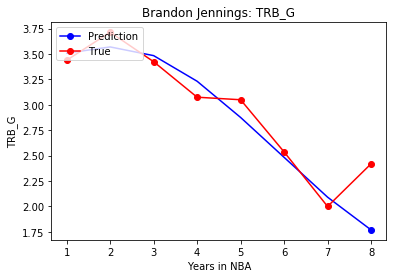 Brandon Jennings: TRB_G
Prediction
True
TRB_G
3.75
3.50
3.25
3.00
2.75
2.50
2.25
2.00
1.75
1 2 3 4 5 6 7 8
Years in NBA